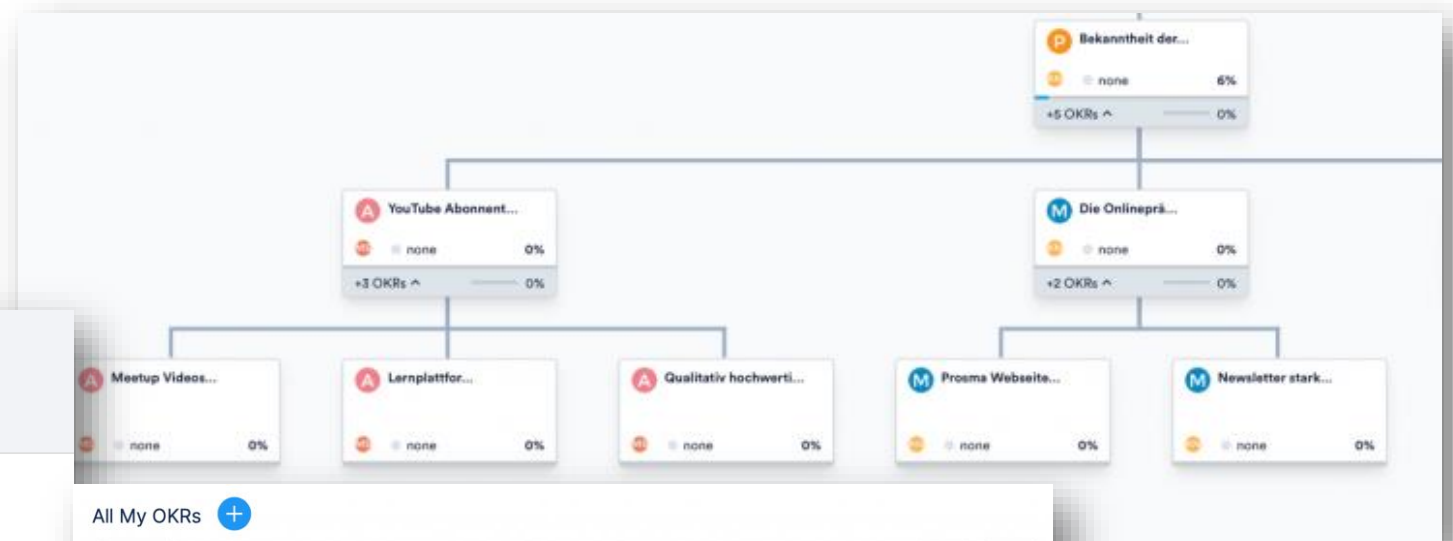 P Bekanntheit der...
none 6%
+5 OKRs 0%
A YouTube Abonnent...
none 0%
+3 OKRs 0%
M Die Onlineprä...
none 0%
+2 OKRs 0%
A Meetup Videos...
none 0%
A Lernplattfor...
none 0%
A Qualitativ hochwerti...
none 0%
M Prosma Webseite...
none 0%
M Newsletter stark...
none 0%
All My OKRs +